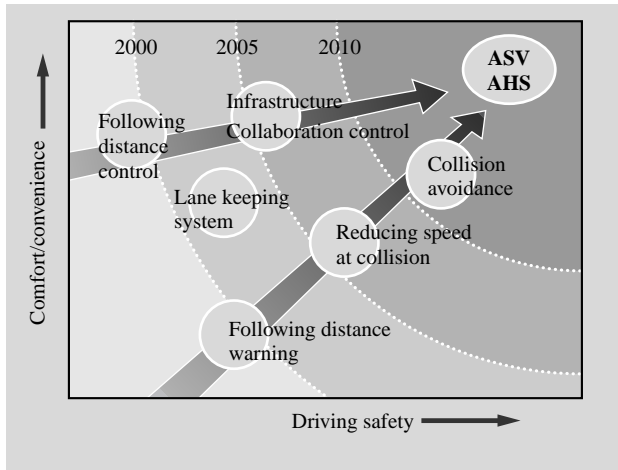 2000
2005
2010
ASV
AHS
Infrastructure
Collaboration control
Following
distance
control
Collision
avoidance
Lane keeping
system
Reducing speed
at collision
Following distance
warning
Comfort/convenience
Driving safety